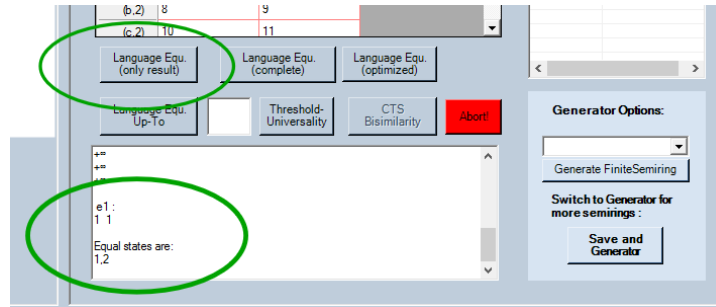 (b,2) 8 9
(c,2) 10 11
Language Equ.
(only result)
Language Equ.
(complete)
Language Equ.
(optimized)
Language Equ.
Up-To
Threshold-
Universality
CTS
Bisimilarity
Abort!
+∞
+∞
e1 :
1 1
Equal states are:
1,2
Generator Options:
Generate FiniteSemiring
Switch to Generator for
more semirings :
Save and
Generator